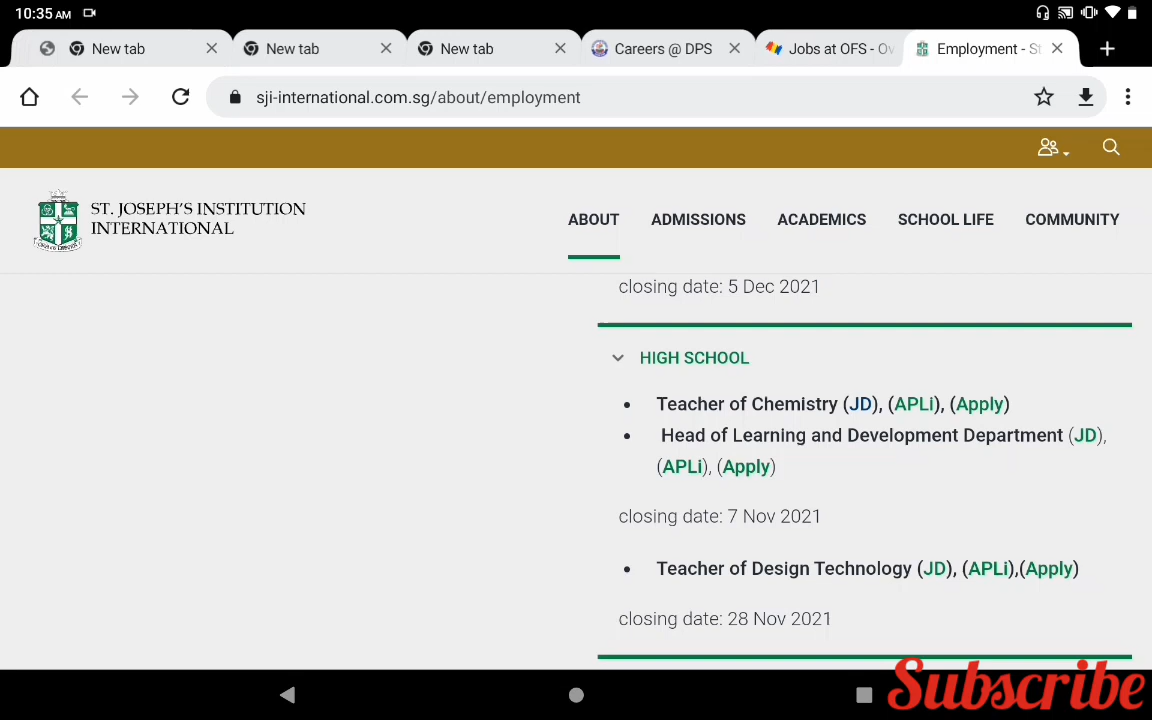 10:35 AM
New tab
New tab
New tab
Careers @ DPS
Jobs at OFS - Ov
Employment - St
sji-international.com.sg/about/employment
ST. JOSEPH'S INSTITUTION
INTERNATIONAL
ABOUT ADMISSIONS ACADEMICS SCHOOL LIFE COMMUNITY
closing date: 5 Dec 2021
HIGH SCHOOL
• Teacher of Chemistry (JD), (APLi), (Apply)
• Head of Learning and Development Department (JD),
(APLi), (Apply)
closing date: 7 Nov 2021
• Teacher of Design Technology (JD), (APLi),(Apply)
closing date: 28 Nov 2021
Subscribe